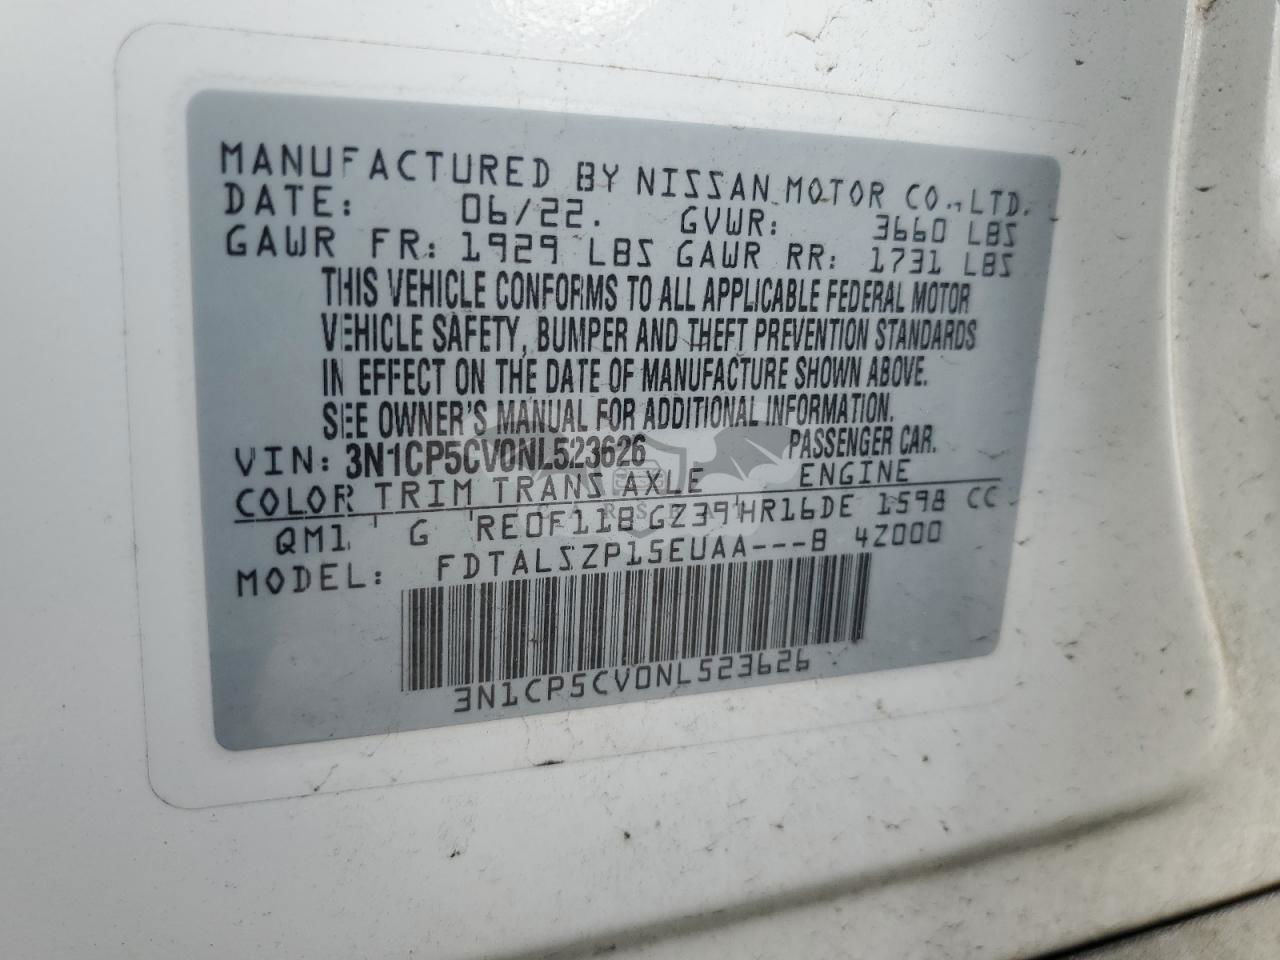 MANUFACTURED BY NISSAN MOTOR CO., LTD.
DATE: 06/22. GVWR: 3660 LBS
GAWR FR: 1929 LBS GAWR RR: 1731 LBS
THIS VEHICLE CONFORMS TO ALL APPLICABLE FEDERAL MOTOR
VEHICLE SAFETY, BUMPER AND THEFT PREVENTION STANDARDS
IN EFFECT ON THE DATE OF MANUFACTURE SHOWN ABOVE.
SEE OWNER'S MANUAL FOR ADDITIONAL INFORMATION.
VIN: 3N1CP5CV0NL523626 PASSENGER CAR.
COLOR TRIM TRANS AXLE ENGINE
QM1 G RE0F11B GZ39 HR16DE 1598 CC
MODEL: FDTALSZP15EUAA---B 4Z000
3N1CP5CV0NL523626